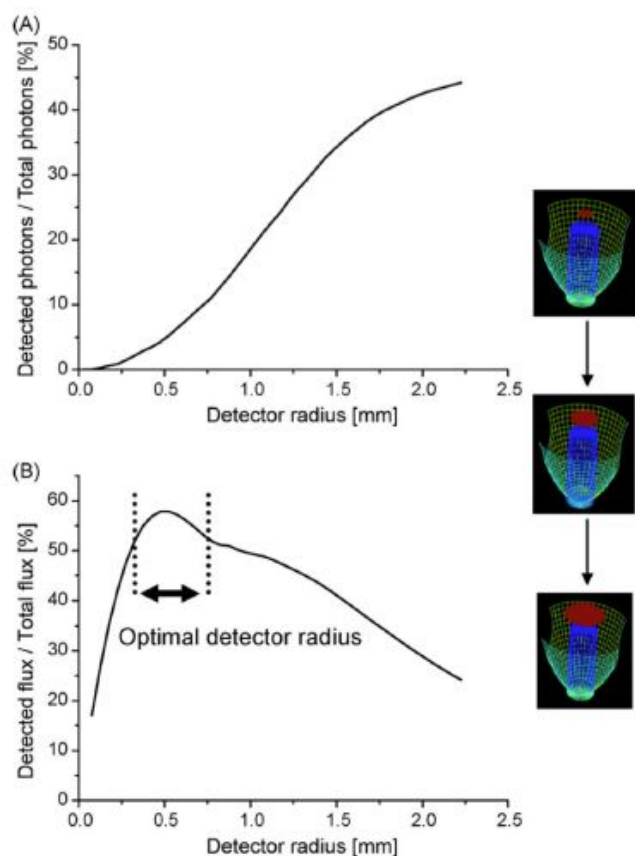 (A)
Detected photons / Total photons [%]
50
40
30
20
10
0
0.0 0.5 1.0 1.5 2.0 2.5
Detector radius [mm]
(B)
Detected flux / Total flux [%]
60
50
40
30
20
10
0
Optimal detector radius
0.0 0.5 1.0 1.5 2.0 2.5
Detector radius [mm]